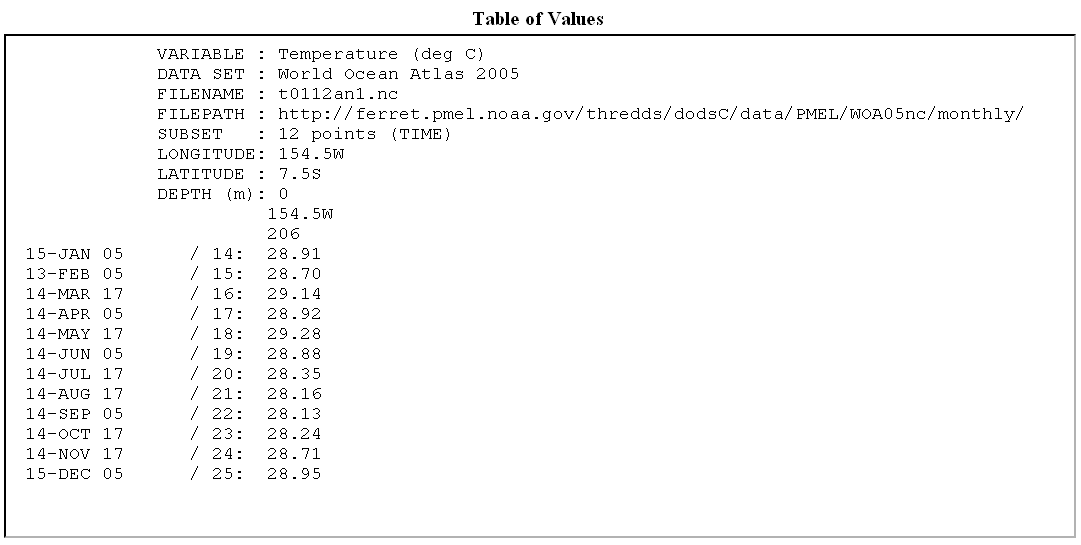 Table of Values
VARIABLE : Temperature (deg C)
DATA SET : World Ocean Atlas 2005
FILENAME : t0112an1.nc
FILEPATH : http://ferret.pmel.noaa.gov/thredds/dodsC/data/PMEL/WOA05nc/monthly/
SUBSET   : 12 points (TIME)
LONGITUDE: 154.5W
LATITUDE : 7.5S
DEPTH (m): 0
154.5W
206
15-JAN 05      / 14:  28.91
13-FEB 05      / 15:  28.70
14-MAR 17      / 16:  29.14
14-APR 05      / 17:  28.92
14-MAY 17      / 18:  29.28
14-JUN 05      / 19:  28.88
14-JUL 17      / 20:  28.35
14-AUG 17      / 21:  28.16
14-SEP 05      / 22:  28.13
14-OCT 17      / 23:  28.24
14-NOV 17      / 24:  28.71
15-DEC 05      / 25:  28.95